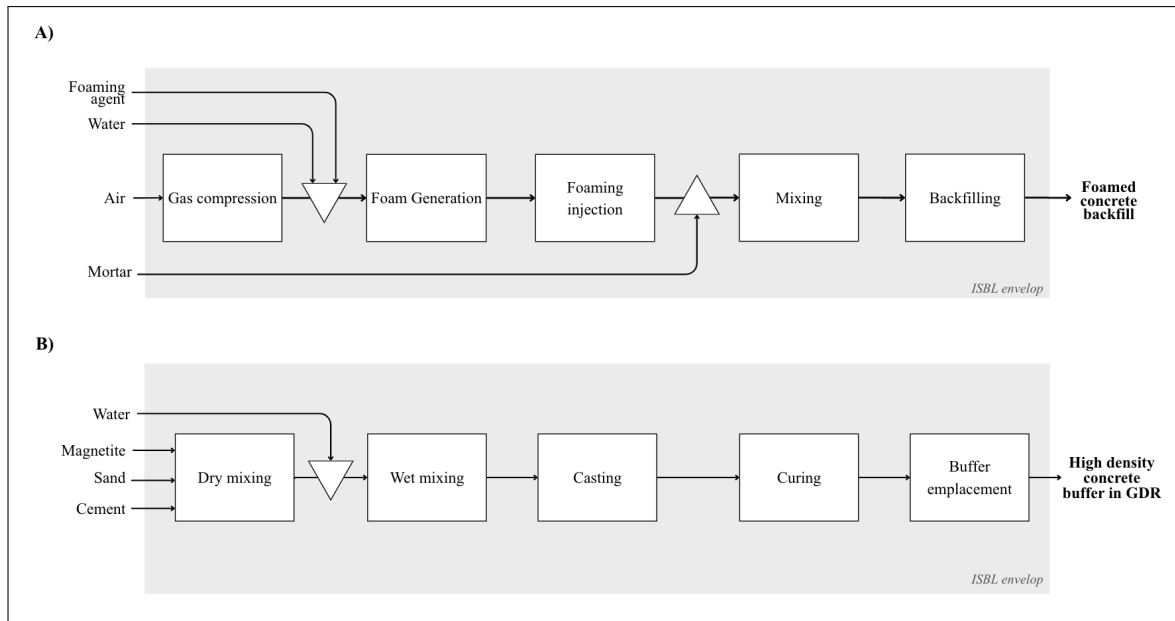 A)
Foaming
agent
Water
Air
Gas compression
Foam Generation
Foaming
injection
Mixing
Backfilling
Foamed
concrete
backfill
Mortar
ISBL envelop
B)
Water
Magnetite
Sand
Cement
Dry mixing
Wet mixing
Casting
Curing
Buffer
emplacement
High density
concrete
buffer in GDR
ISBL envelop